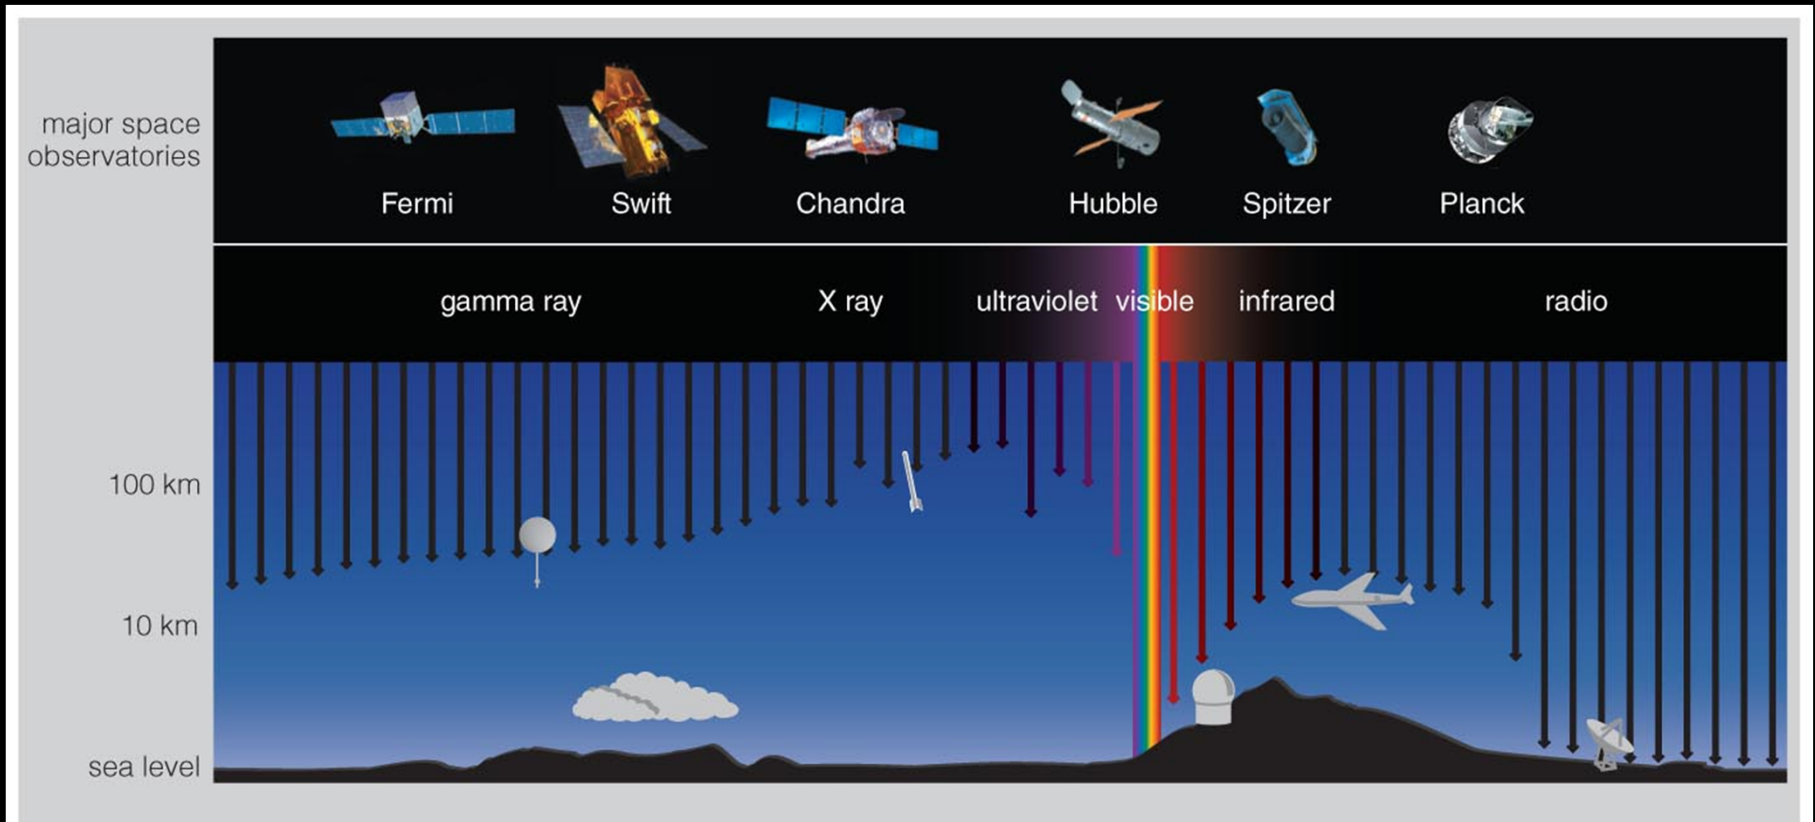 major space
observatories
Fermi Swift Chandra Hubble Spitzer Planck
gamma ray X ray ultraviolet visible infrared radio
100 km
10 km
sea level